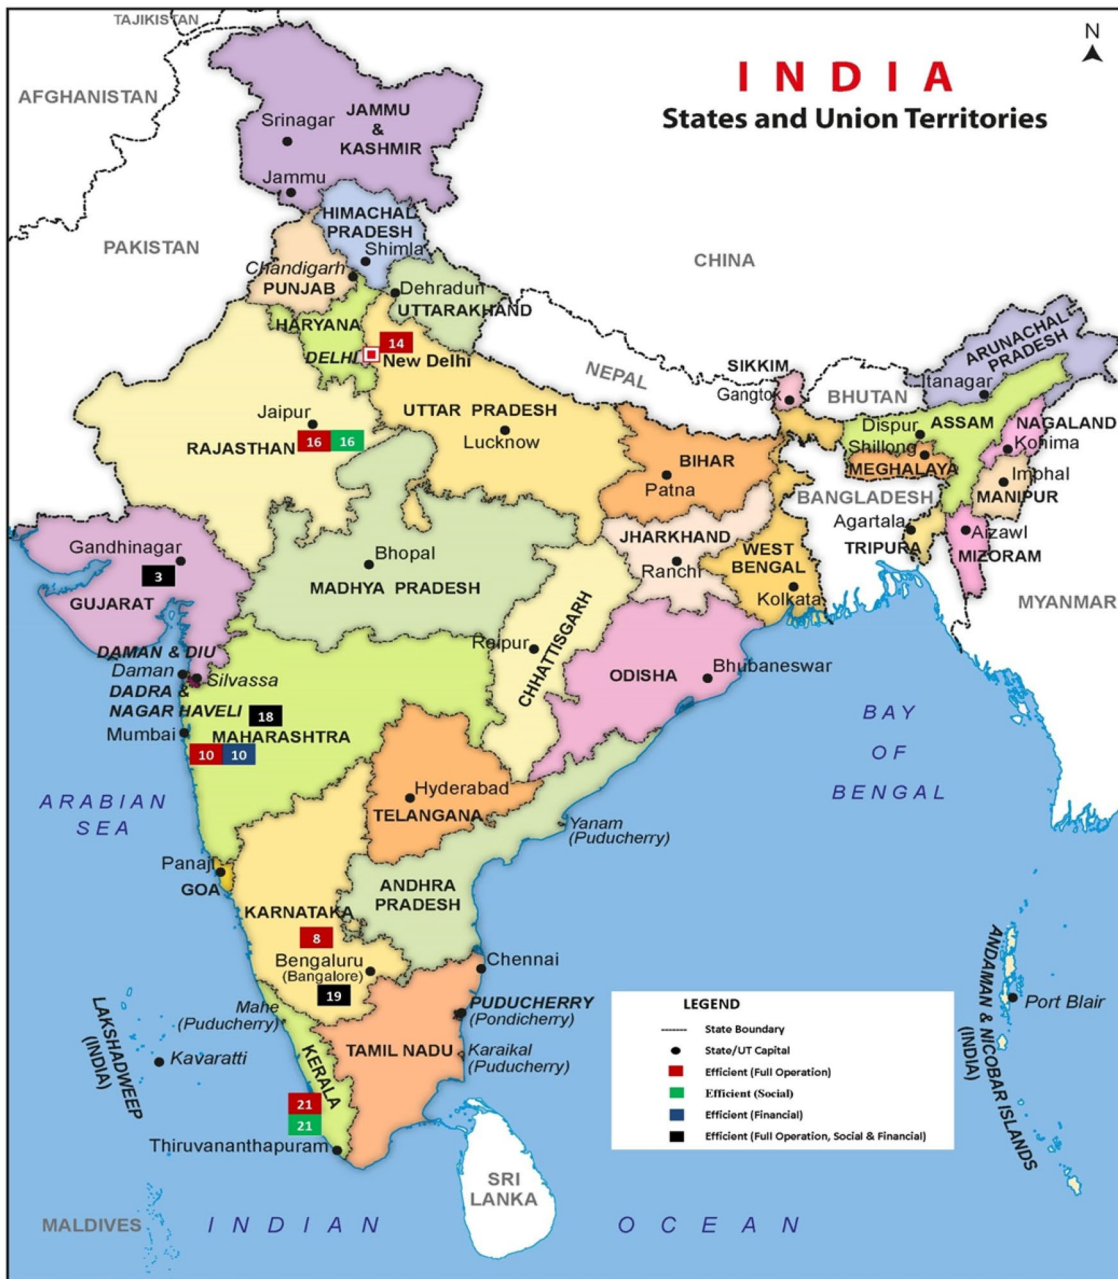 TAJIKISTAN
N
INDIA
States and Union Territories
AFGHANISTAN
JAMMU
&
KASHMIR
Srinagar
Jammu
HIMACHAL
PRADESH
Shimla
PAKISTAN
CHINA
Chandigarh
PUNJAB
Dehradun
UTTARAKHAND
HARYANA
14
DELHI
New Delhi
NEPAL
SIKKIM
Gangtok
BHUTAN
ARUNACHAL
PRADESH
Itanagar
Jaipur
RAJASTHAN
16 16
UTTAR PRADESH
Lucknow
Dispur
ASSAM
NAGALAND
Shillong
Kohima
MEGHALAYA
BIHAR
Patna
Imphal
MANIPUR
BANGLADESH
Agartala
TRIPURA
Aizawl
MIZORAM
MYANMAR
JHARKHAND
Ranchi
WEST
BENGAL
Kolkata
Gandhinagar
3
GUJARAT
Bhopal
MADHYA PRADESH
CHHATTISGARH
Raipur
ODISHA
Bhubaneswar
DAMAN & DIU
Daman
Silvassa
DADRA &
NAGAR HAVELI
18
Mumbai
MAHARASHTRA
10 10
BAY
OF
BENGAL
ARABIAN
SEA
Hyderabad
TELANGANA
Yanam
(Puducherry)
Panaji
GOA
ANDHRA
PRADESH
KARNATAKA
8
Bengaluru
(Bangalore)
19
Chennai
Mahe
(Puducherry)
PUDUCHERRY
(Pondicherry)
LAKSHADWEEP
(INDIA)
Kavaratti
KERALA
TAMIL NADU
Karaikal
(Puducherry)
21
21
Thiruvananthapuram
LEGEND
State Boundary
State/UT Capital
Efficient (Full Operation)
Efficient (Social)
Efficient (Financial)
Efficient (Full Operation, Social & Financial)
ANDAMAN & NICOBAR ISLANDS
(INDIA)
Port Blair
SRI
LANKA
MALDIVES
INDIAN OCEAN